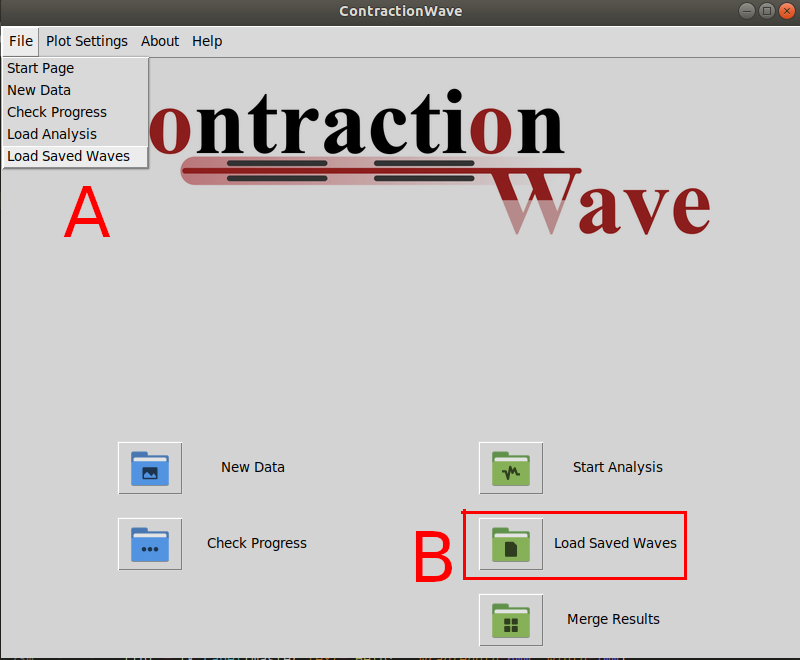 ContractionWave
File Plot Settings About Help
Start Page
New Data
Check Progress
Load Analysis
Load Saved Waves
ontraction
Wave
A
New Data
Start Analysis
Check Progress
B
Load Saved Waves
Merge Results